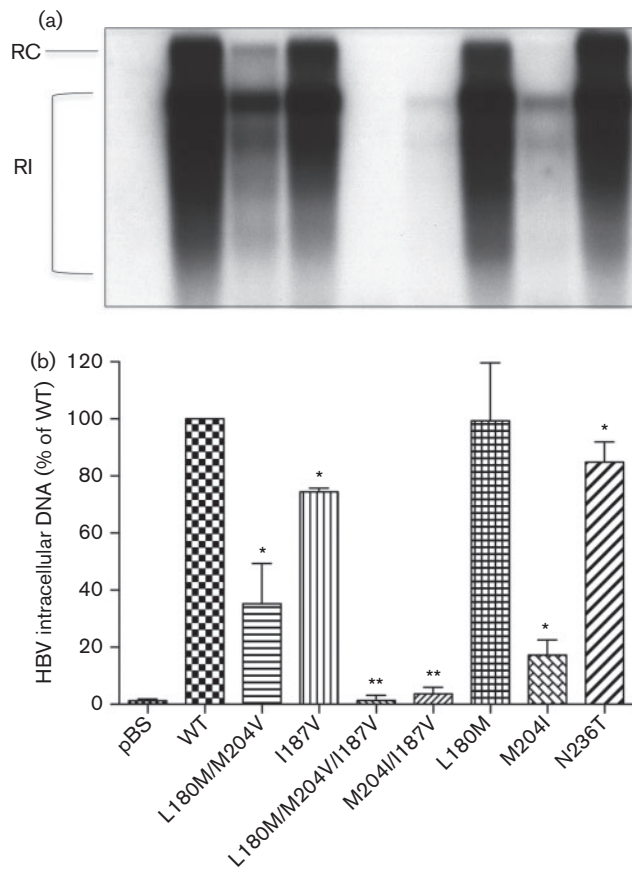 (a)
RC
RI
(b)
HBV intracellular DNA (% of WT)
120
100
80
60
40
20
0
*
*
**
**
*
*
pBS
WT
L180M/M204V
I187V
L180M/M204V/I187V
M204I/I187V
L180M
M204I
N236T